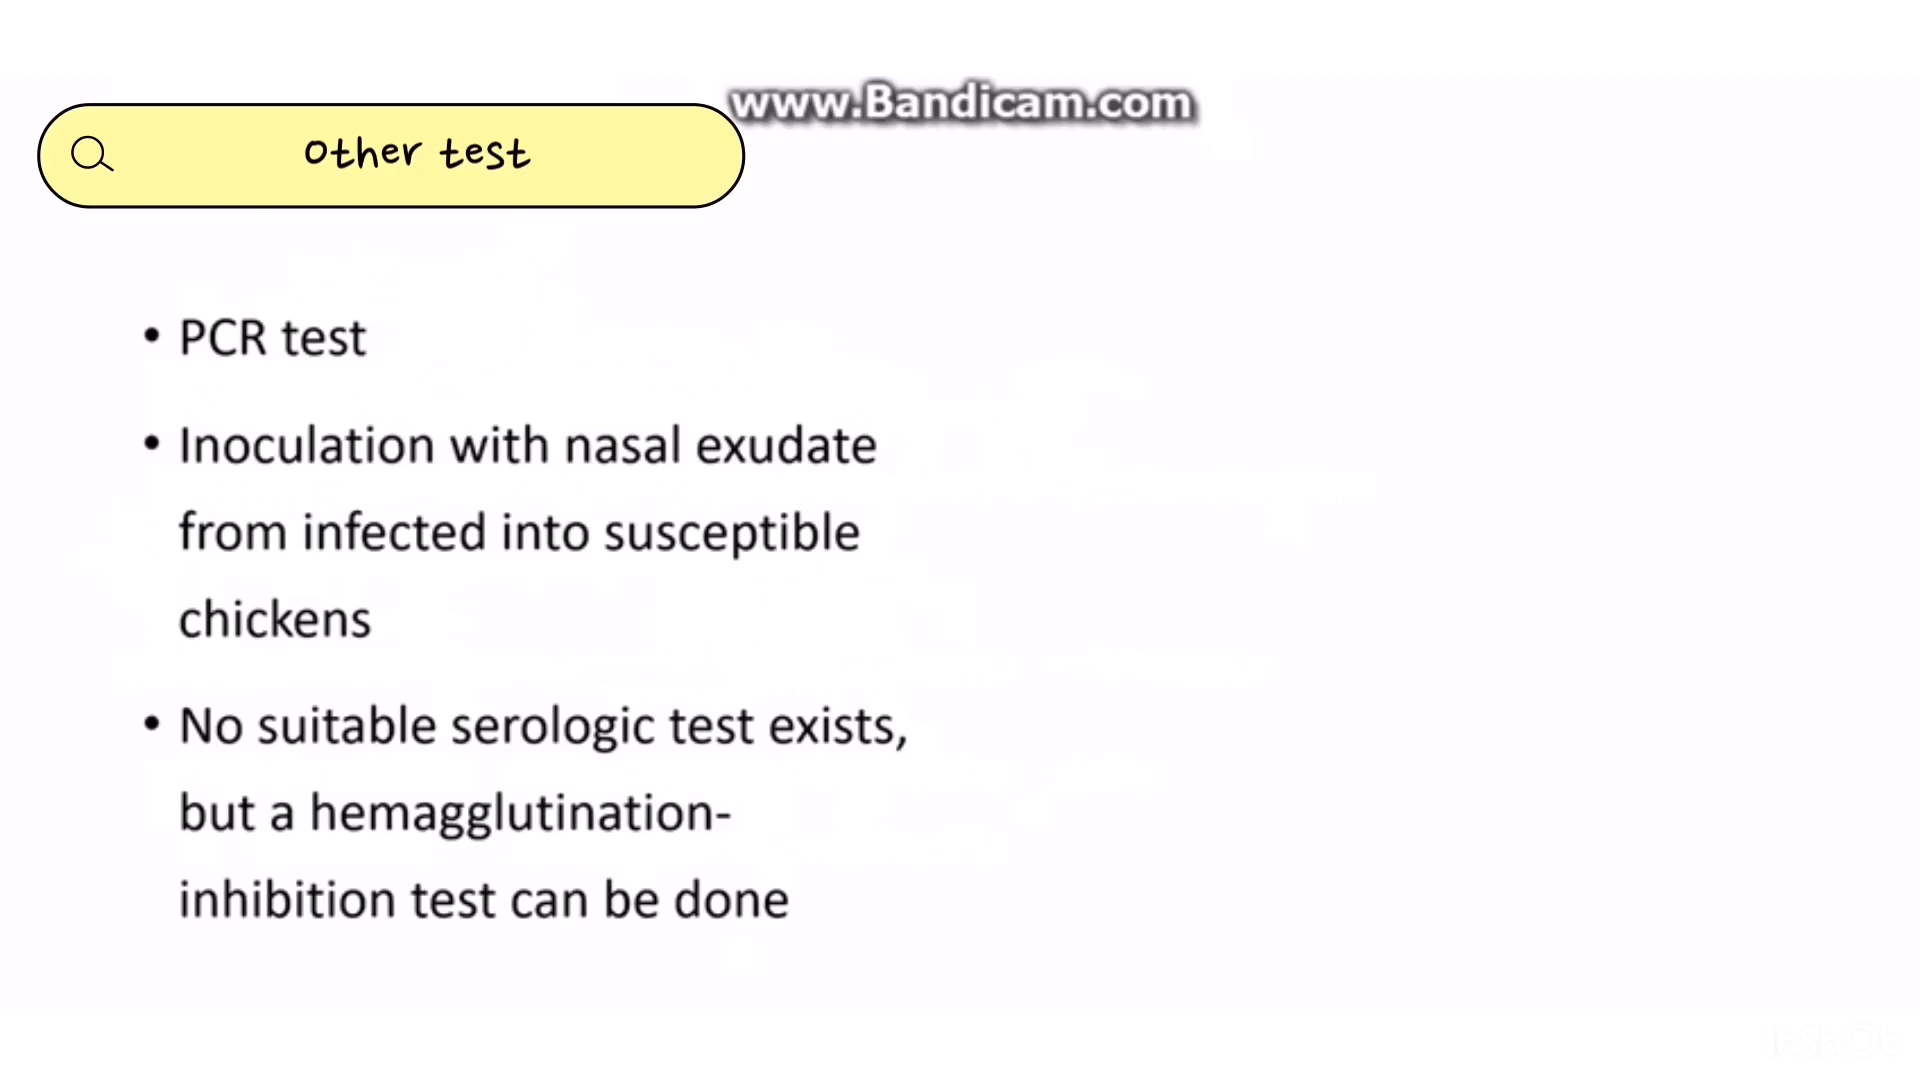 www.Bandicam.com
Other test
• PCR test
• Inoculation with nasal exudate
from infected into susceptible
chickens
• No suitable serologic test exists,
but a hemagglutination-
inhibition test can be done